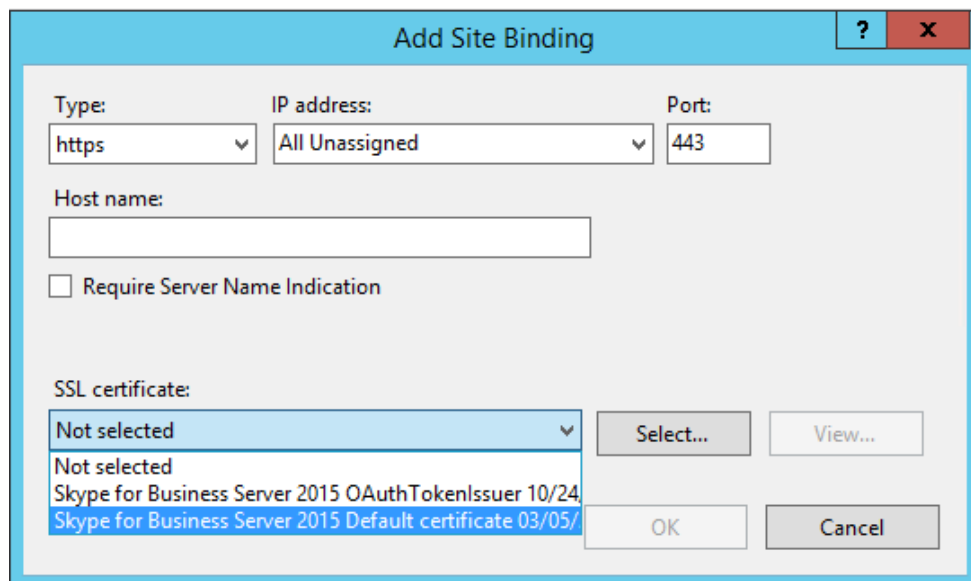 Add Site Binding
?
x
Type:
IP address:
Port:
https
All Unassigned
443
Host name:
Require Server Name Indication
SSL certificate:
Not selected
Select...
View...
Not selected
Skype for Business Server 2015 OAuthTokenIssuer 10/24,
Skype for Business Server 2015 Default certificate 03/05/
OK
Cancel